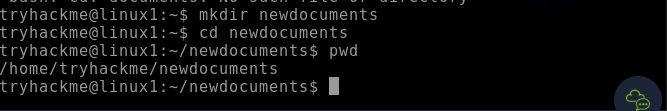 tryhackme@linux1:~$ mkdir newdocuments
tryhackme@linux1:~$ cd newdocuments
tryhackme@linux1:~/newdocuments$ pwd
/home/tryhackme/newdocuments
tryhackme@linux1:~/newdocuments$